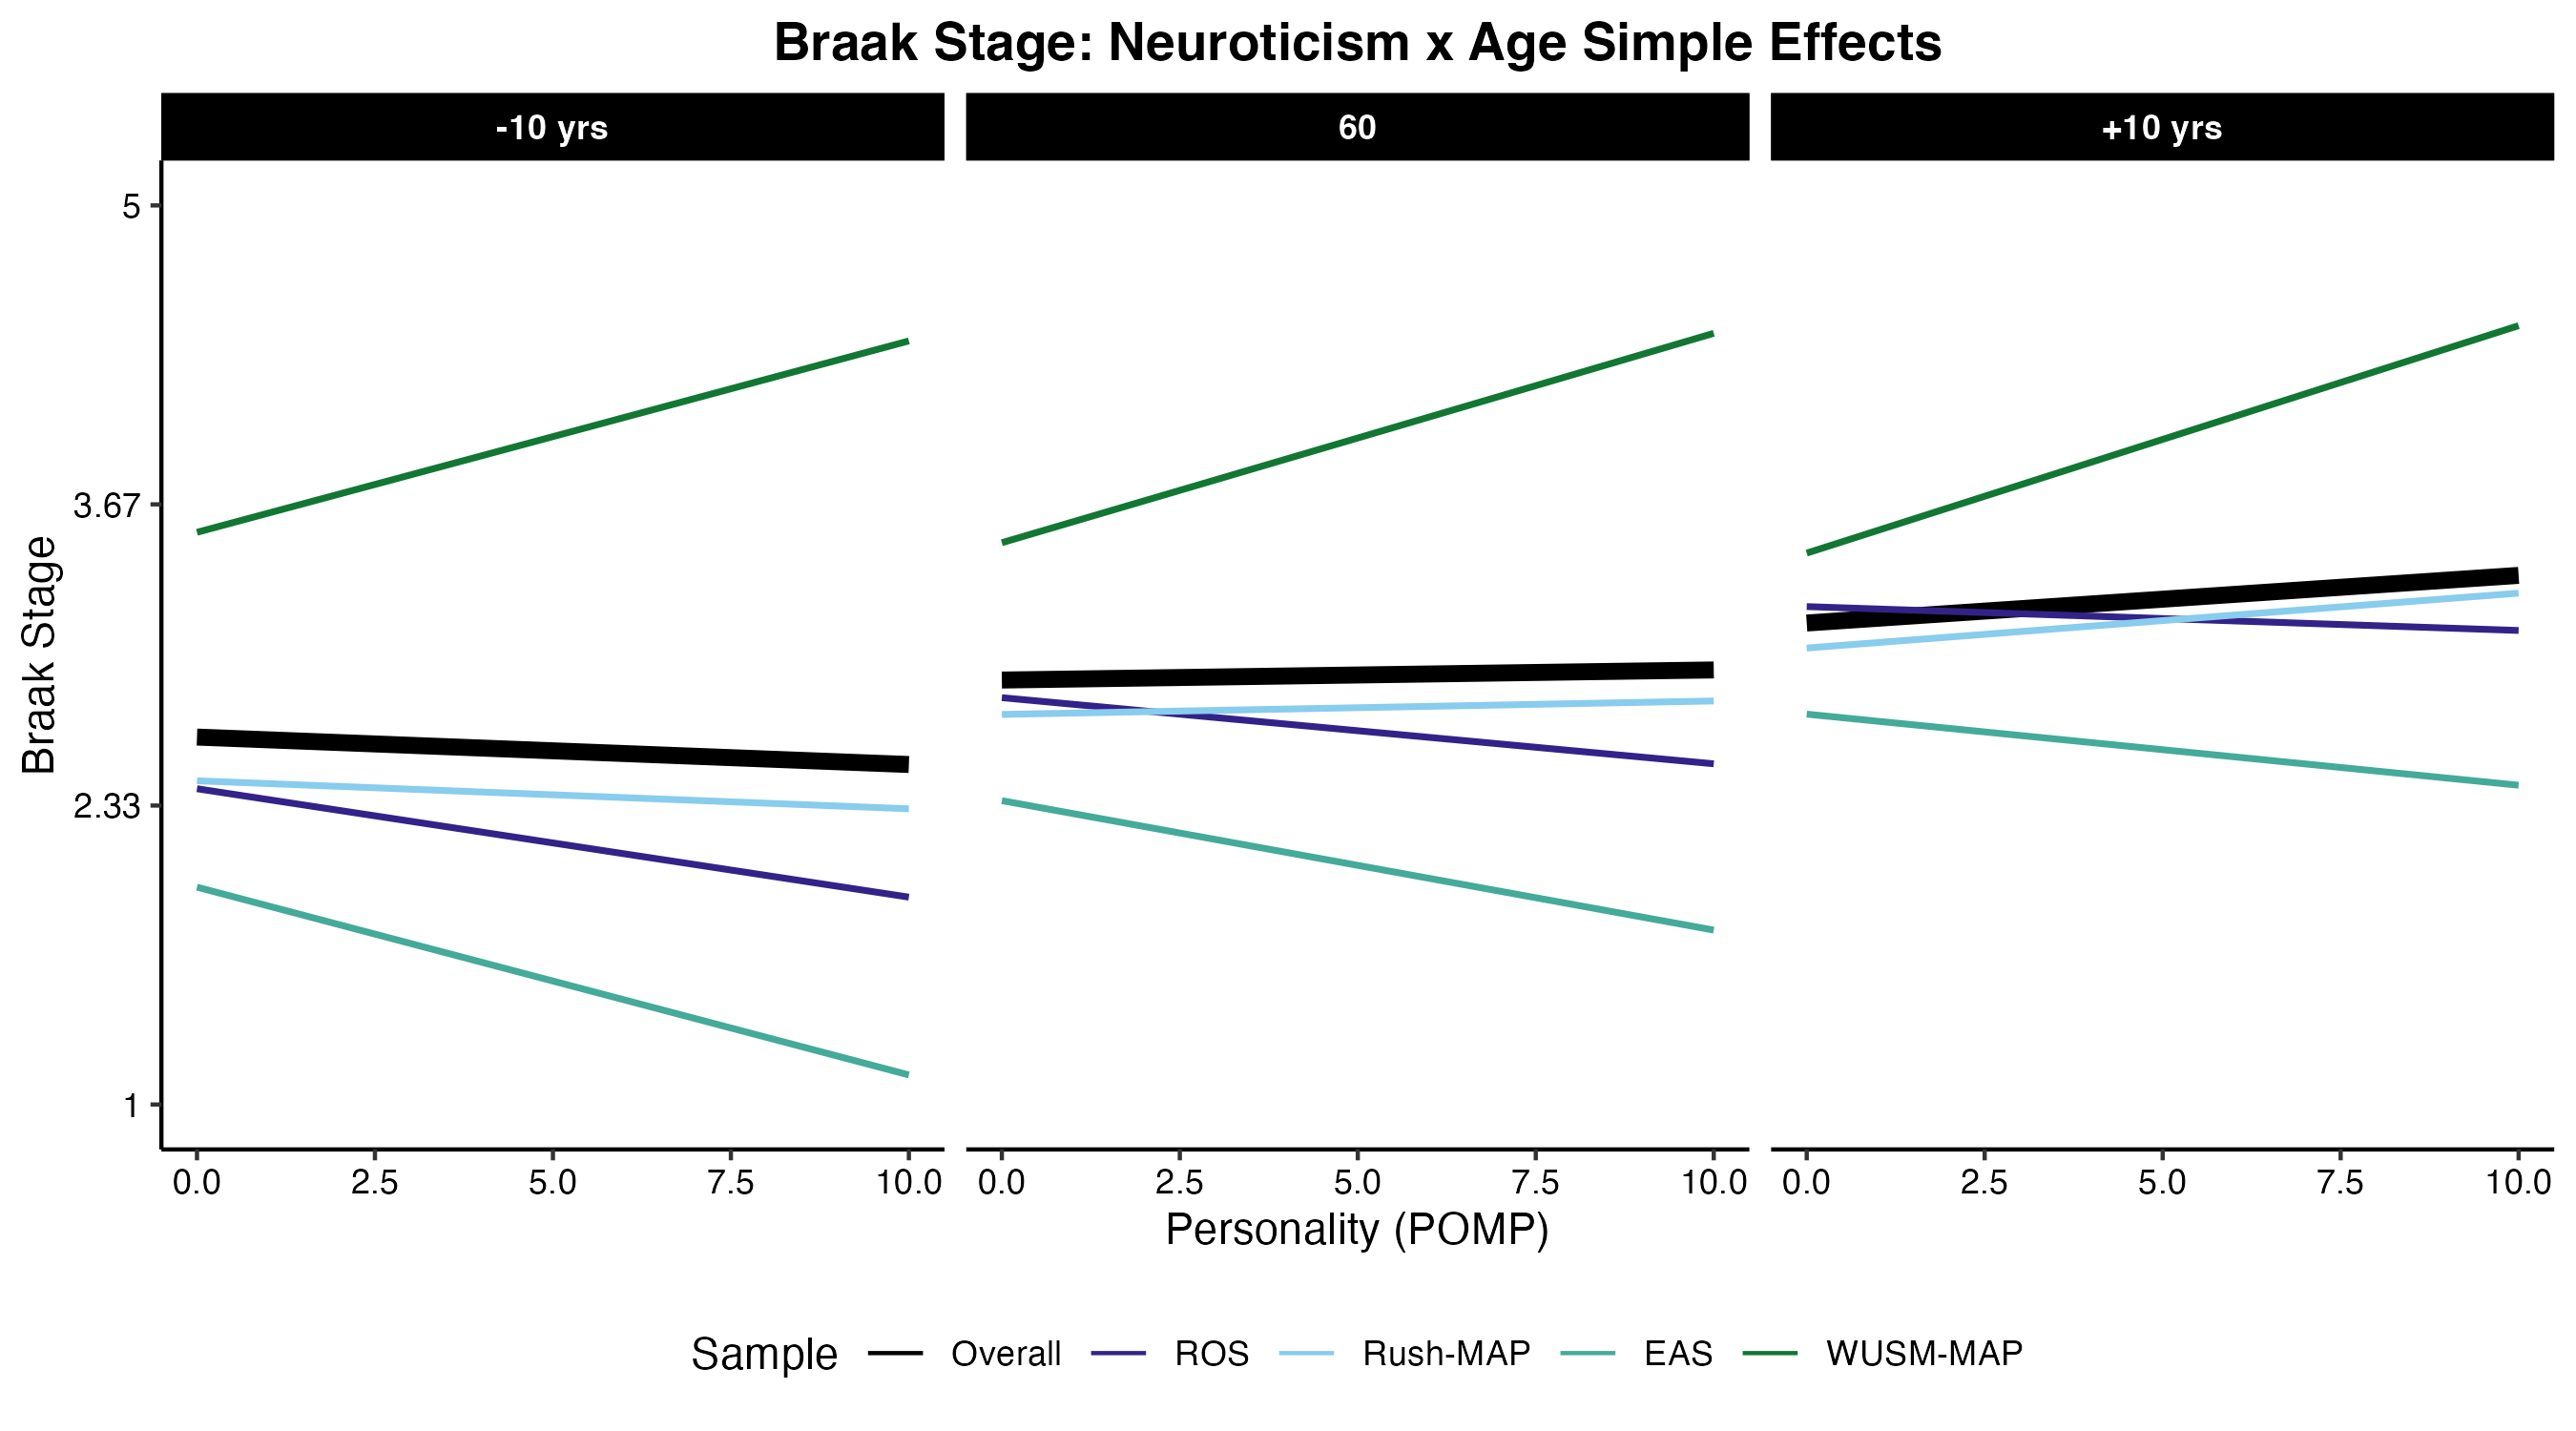 Braak Stage: Neuroticism x Age Simple Effects
-10 yrs 60 +10 yrs
5
3.67
2.33
1
Braak Stage
0.0 2.5 5.0 7.5 10.0 0.0 2.5 5.0 7.5 10.0 0.0 2.5 5.0 7.5 10.0
Personality (POMP)
Sample Overall ROS Rush-MAP EAS WUSM-MAP